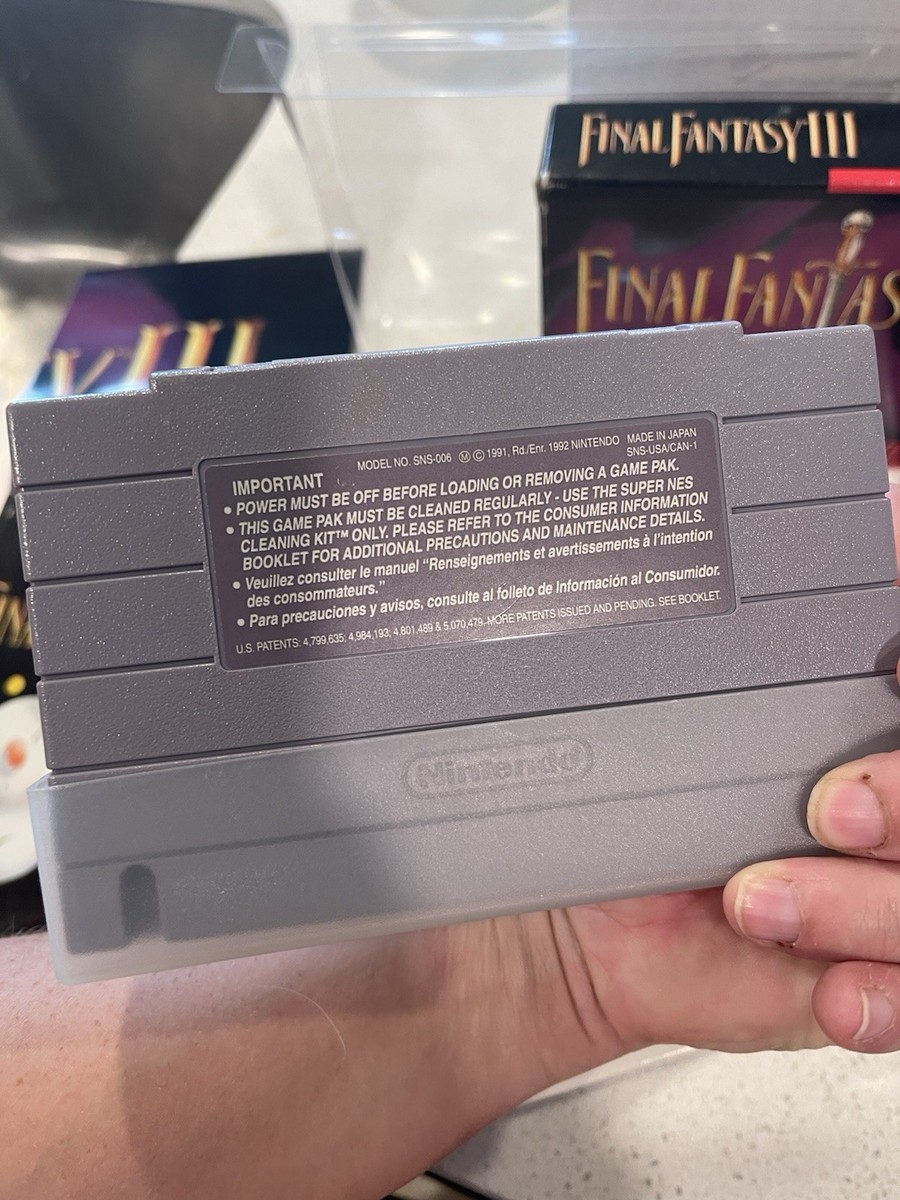 FINAL FANTASY III
FINAL FANTAS
Y III
MODEL NO. SNS-006 Ⓜ © 1991, Rd./Enr. 1992 NINTENDO MADE IN JAPAN
SNS-USA/CAN-1
IMPORTANT
• POWER MUST BE OFF BEFORE LOADING OR REMOVING A GAME PAK.
• THIS GAME PAK MUST BE CLEANED REGULARLY - USE THE SUPER NES
CLEANING KIT™ ONLY. PLEASE REFER TO THE CONSUMER INFORMATION
BOOKLET FOR ADDITIONAL PRECAUTIONS AND MAINTENANCE DETAILS.
• Veuillez consulter le manuel “Renseignements et avertissements à l’intention
des consommateurs.”
• Para precauciones y avisos, consulte al folleto de Información al Consumidor.
U.S. PATENTS: 4,799,635; 4,984,193; 4,801,489 & 5,070,479. MORE PATENTS ISSUED AND PENDING. SEE BOOKLET.
Nintendo